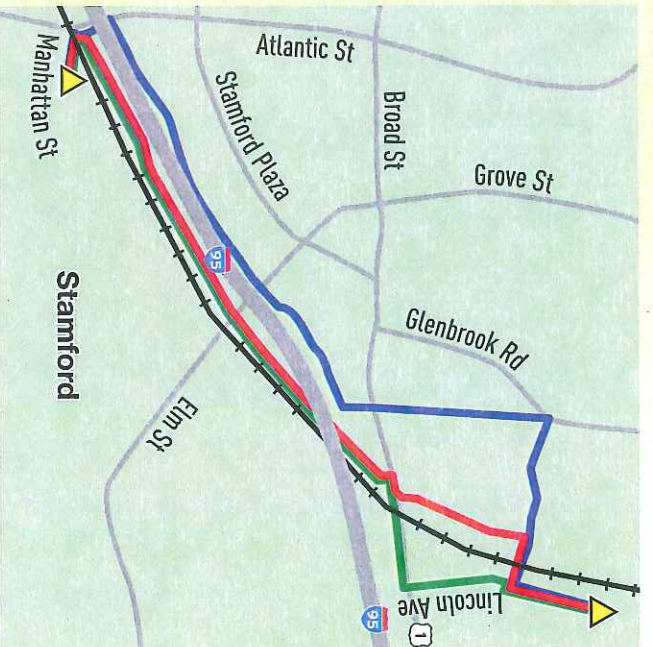 Atlantic St
Manhattan St
Stamford Plaza
Broad St
Grove St
95
Stamford
Glenbrook Rd
Elm St
Lincoln Ave
95
1